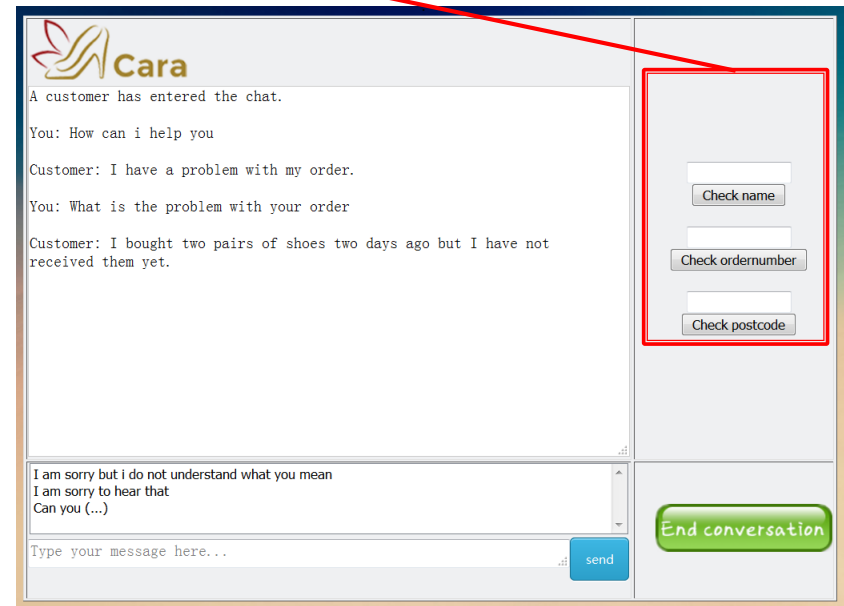 Cara
A customer has entered the chat.
You: How can i help you
Customer: I have a problem with my order.
You: What is the problem with your order
Customer: I bought two pairs of shoes two days ago but I have not
received them yet.
Check name
Check ordernumber
Check postcode
I am sorry but i do not understand what you mean
I am sorry to hear that
Can you (...)
Type your message here...
send
End conversation